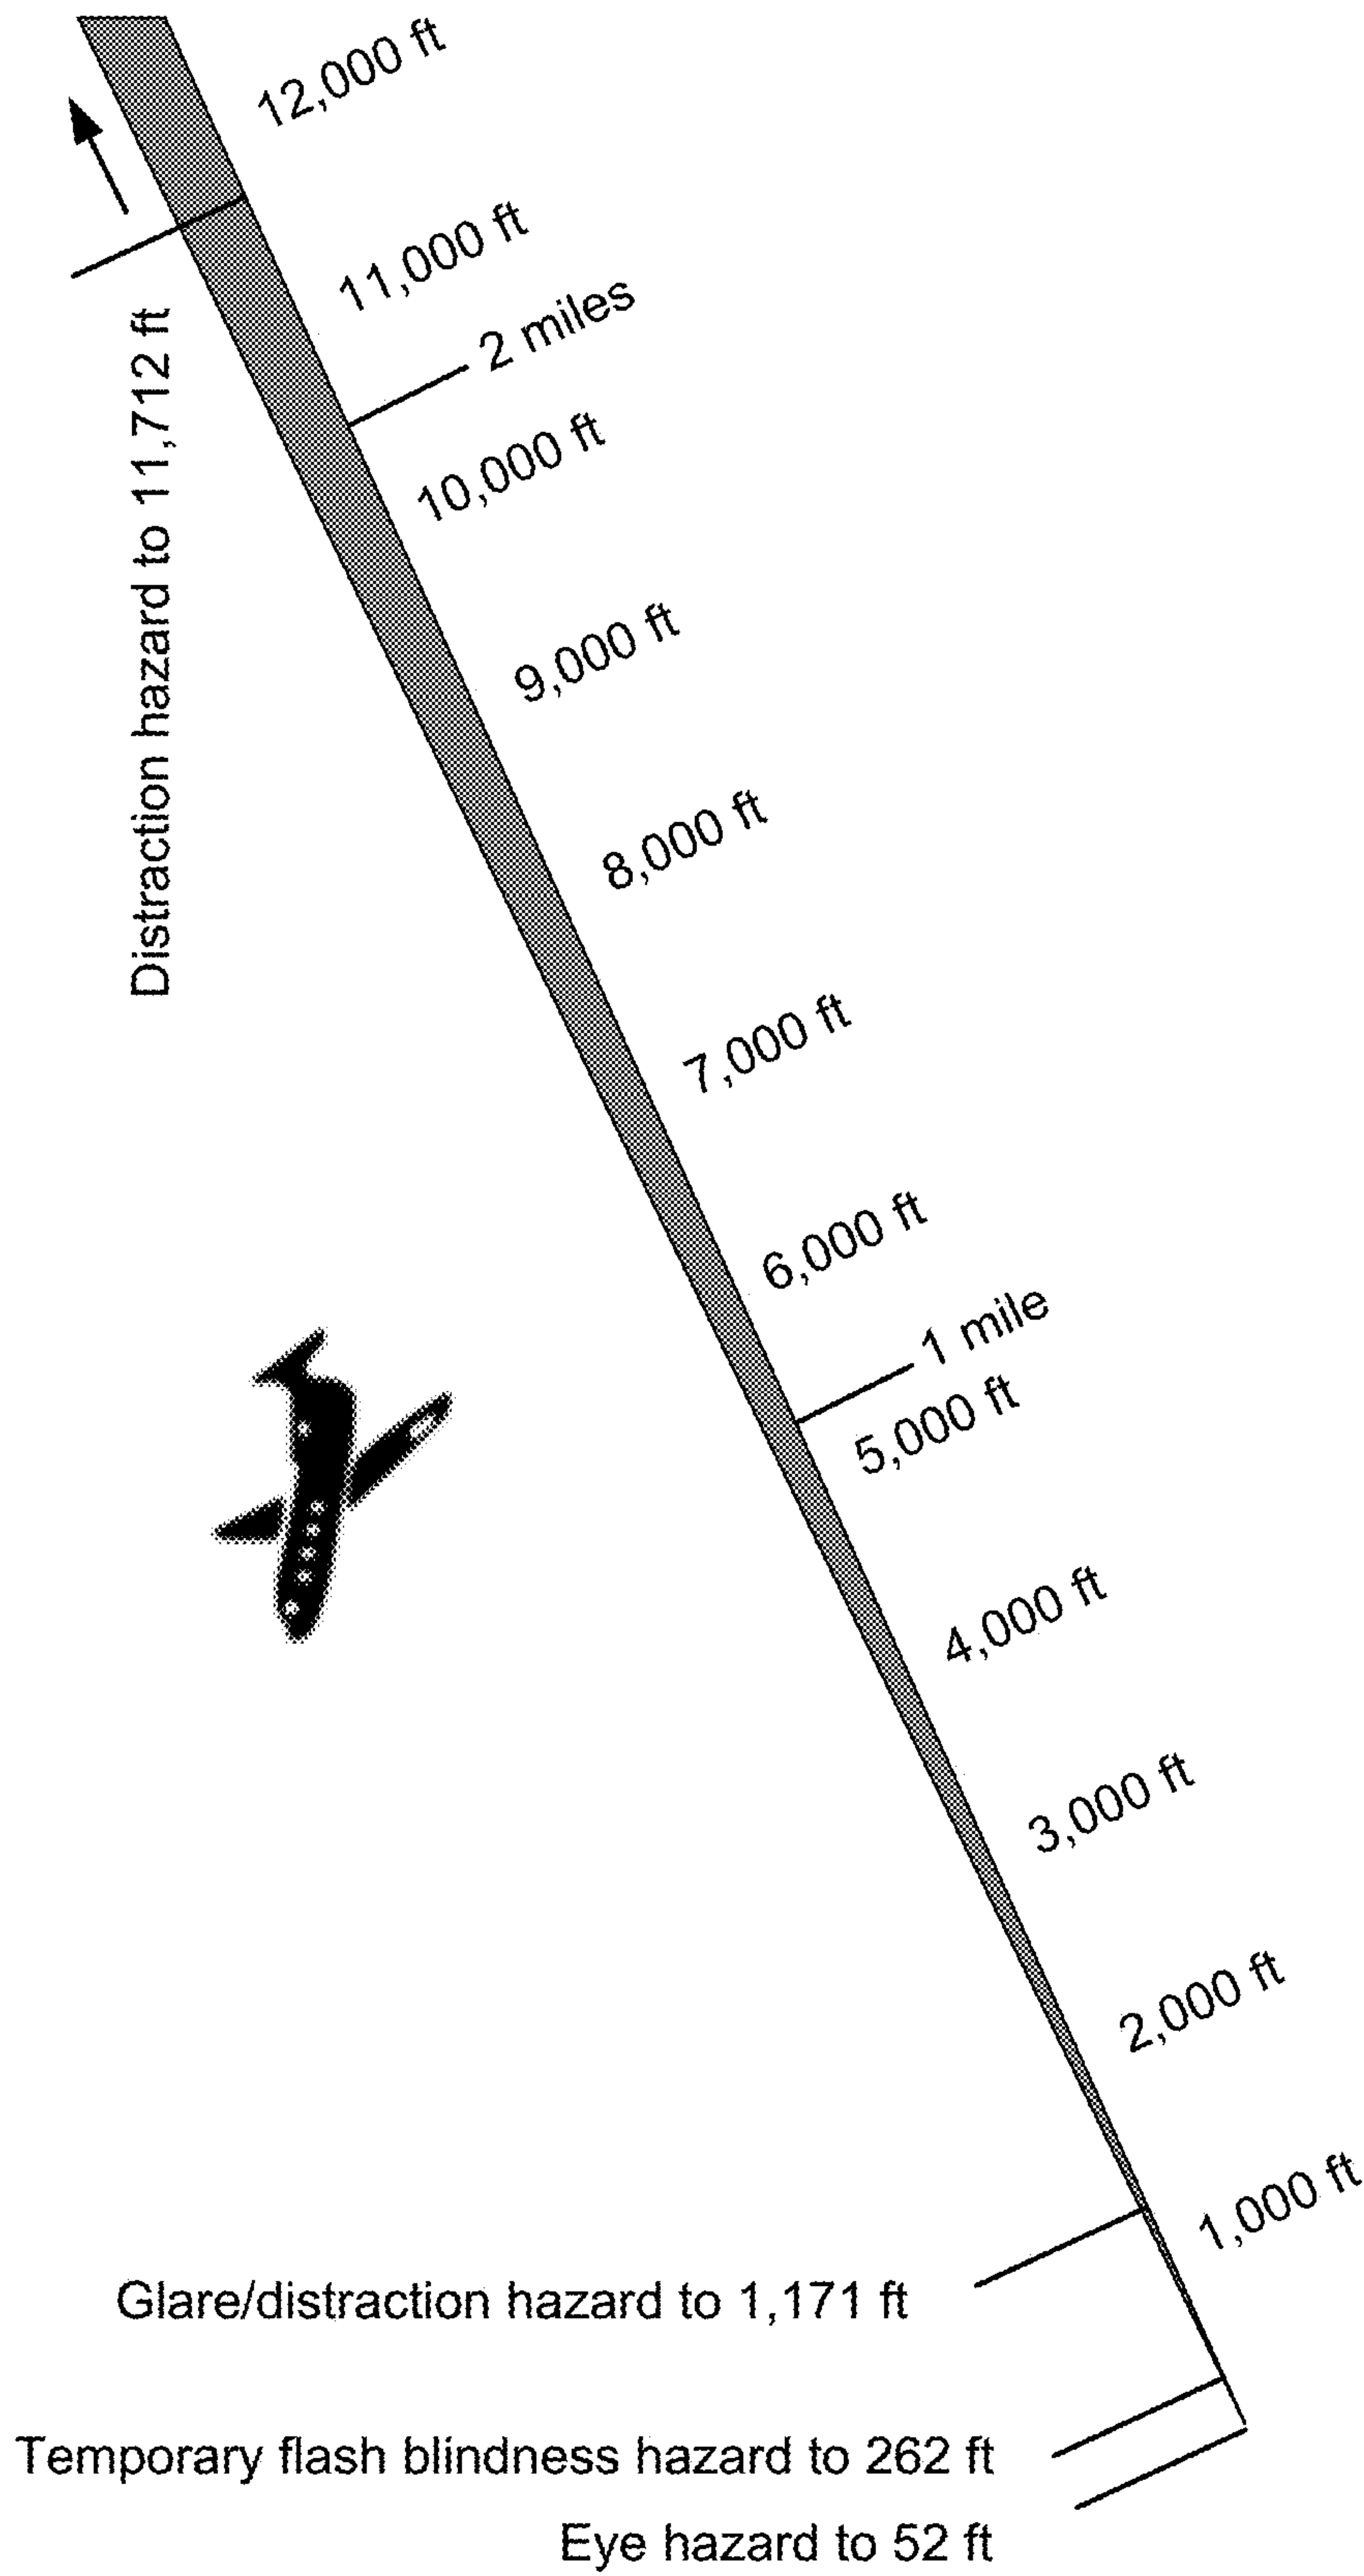 12,000 ft
11,000 ft
2 miles
Distraction hazard to 11,712 ft
10,000 ft
9,000 ft
8,000 ft
7,000 ft
6,000 ft
1 mile
5,000 ft
4,000 ft
3,000 ft
2,000 ft
1,000 ft
Glare/distraction hazard to 1,171 ft
Temporary flash blindness hazard to 262 ft
Eye hazard to 52 ft